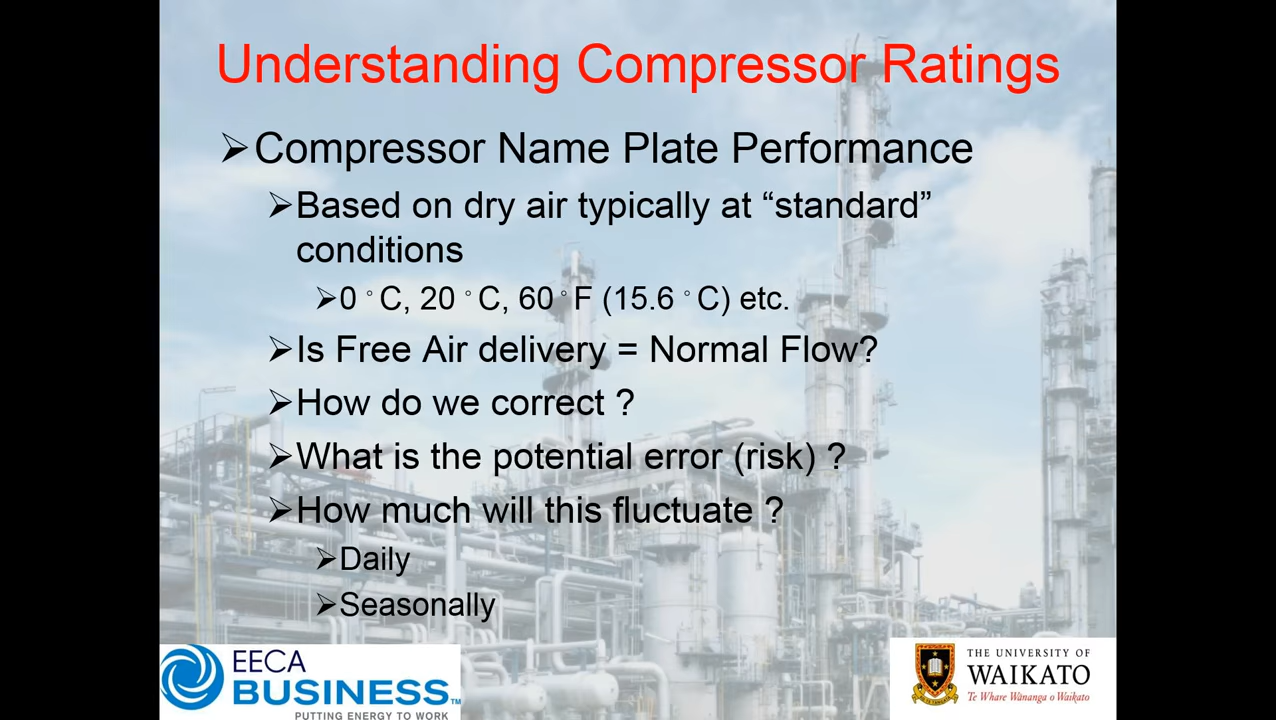 Understanding Compressor Ratings
➢Compressor Name Plate Performance
➢Based on dry air typically at “standard”
conditions
➢0 ° C, 20 ° C, 60 ° F (15.6 ° C) etc.
➢Is Free Air delivery = Normal Flow?
➢How do we correct ?
➢What is the potential error (risk) ?
➢How much will this fluctuate ?
➢Daily
➢Seasonally
EECA
BUSINESS™
PUTTING ENERGY TO WORK
THE UNIVERSITY OF
WAIKATO
Te Whare Wānanga o Waikato